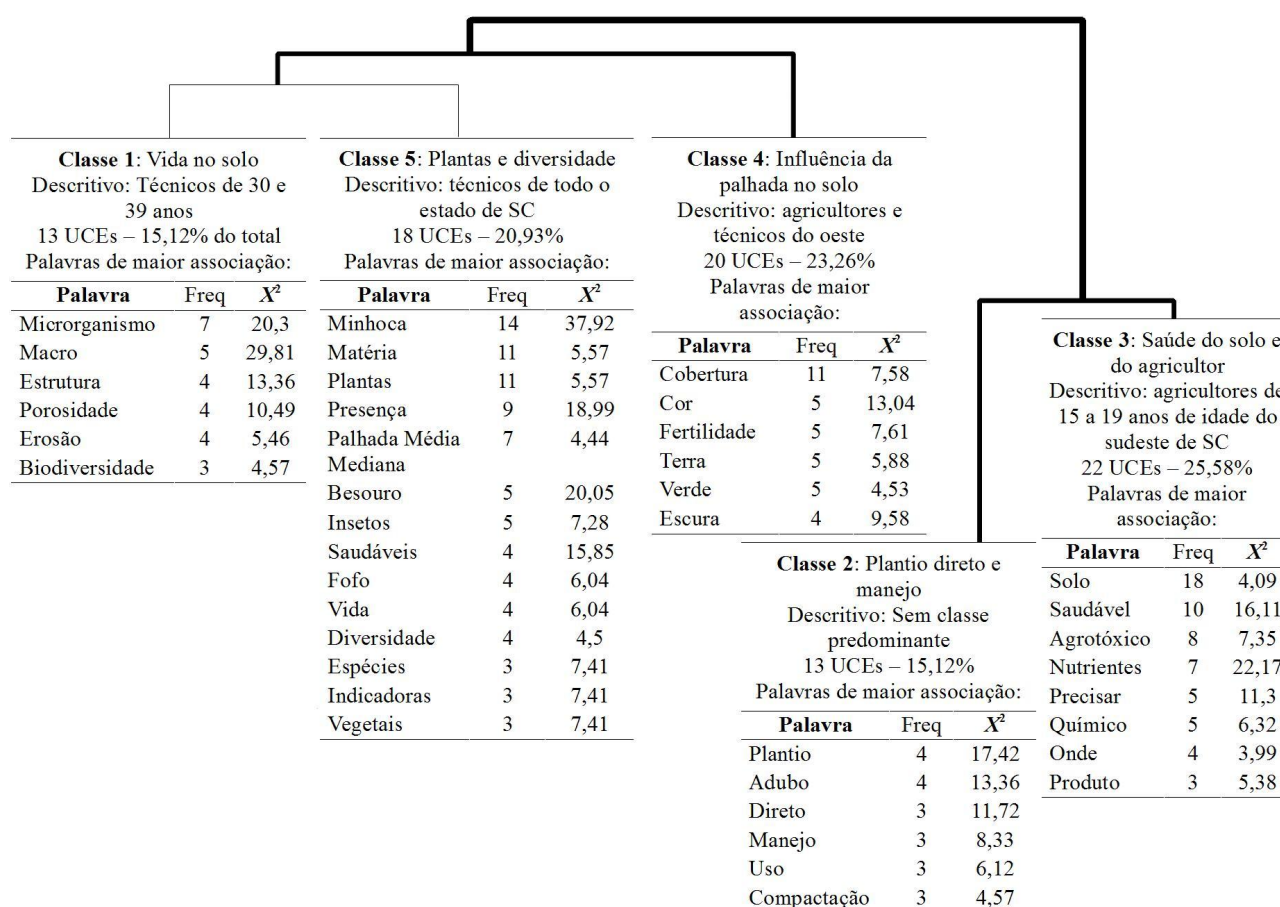 Classe 1: Vida no solo
Descritivo: Técnicos de 30 e
39 anos
13 UCEs – 15,12% do total
Palavras de maior associação:
Palavra Freq X²
Microrganismo 7 20,3
Macro 5 29,81
Estrutura 4 13,36
Porosidade 4 10,49
Erosão 4 5,46
Biodiversidade 3 4,57
Classe 5: Plantas e diversidade
Descritivo: técnicos de todo o
estado de SC
18 UCEs – 20,93%
Palavras de maior associação:
Palavra Freq X²
Minhoca 14 37,92
Matéria 11 5,57
Plantas 11 5,57
Presença 9 18,99
Palhada Média 7 4,44
Mediana
Besouro 5 20,05
Insetos 5 7,28
Saudáveis 4 15,85
Fofo 4 6,04
Vida 4 6,04
Diversidade 4 4,5
Espécies 3 7,41
Indicadoras 3 7,41
Vegetais 3 7,41
Classe 4: Influência da
palhada no solo
Descritivo: agricultores e
técnicos do oeste
20 UCEs – 23,26%
Palavras de maior
associação:
Palavra Freq X²
Cobertura 11 7,58
Cor 5 13,04
Fertilidade 5 7,61
Terra 5 5,88
Verde 5 4,53
Escura 4 9,58
Classe 2: Plantio direto e
manejo
Descritivo: Sem classe
predominante
13 UCEs – 15,12%
Palavras de maior associação:
Palavra Freq X²
Plantio 4 17,42
Adubo 4 13,36
Direto 3 11,72
Manejo 3 8,33
Uso 3 6,12
Compactação 3 4,57
Classe 3: Saúde do solo e
do agricultor
Descritivo: agricultores de
15 a 19 anos de idade do
sudeste de SC
22 UCEs – 25,58%
Palavras de maior
associação:
Palavra Freq X²
Solo 18 4,09
Saudável 10 16,11
Agrotóxico 8 7,35
Nutrientes 7 22,17
Precisar 5 11,3
Químico 5 6,32
Onde 4 3,99
Produto 3 5,38